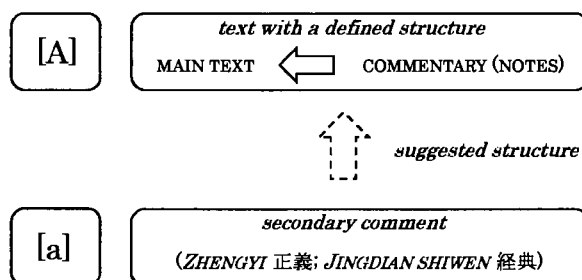 [A]
text with a defined structure
MAIN TEXT COMMENTARY (NOTES)
suggested structure
[a]
secondary comment
(ZHENGYI 正義; JINGDIAN SHIWEN 経典)